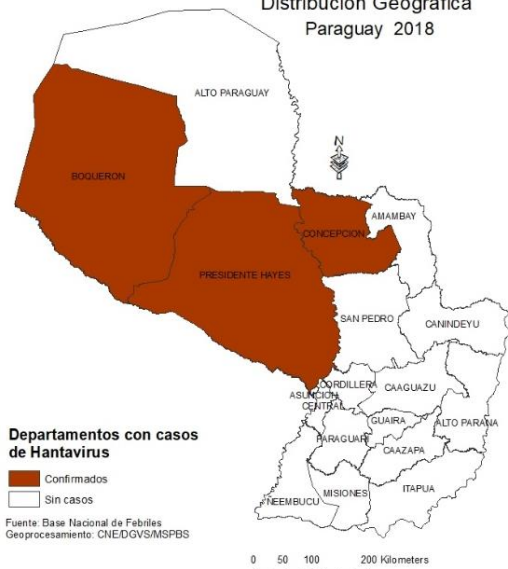 Distribución Geográfica
Paraguay 2018
ALTO PARAGUAY
N
BOQUERON
AMAMBAY
CONCEPCION
PRESIDENTE HAYES
SAN PEDRO
CANINDEYU
CORDILLERA
CAAGUAZU
ASUNCION
CENTRAL
GUAIRA
ALTO PARANA
PARAGUARI
CAAZAPA
MISIONES
ITAPUA
ÑEEMBUCU
Departamentos con casos
de Hantavirus
Confirmados
Sin casos
Fuente: Base Nacional de Febriles
Geoprocesamiento: CNE/DGVS/MSPBS
0 50 100 200 Kilometers